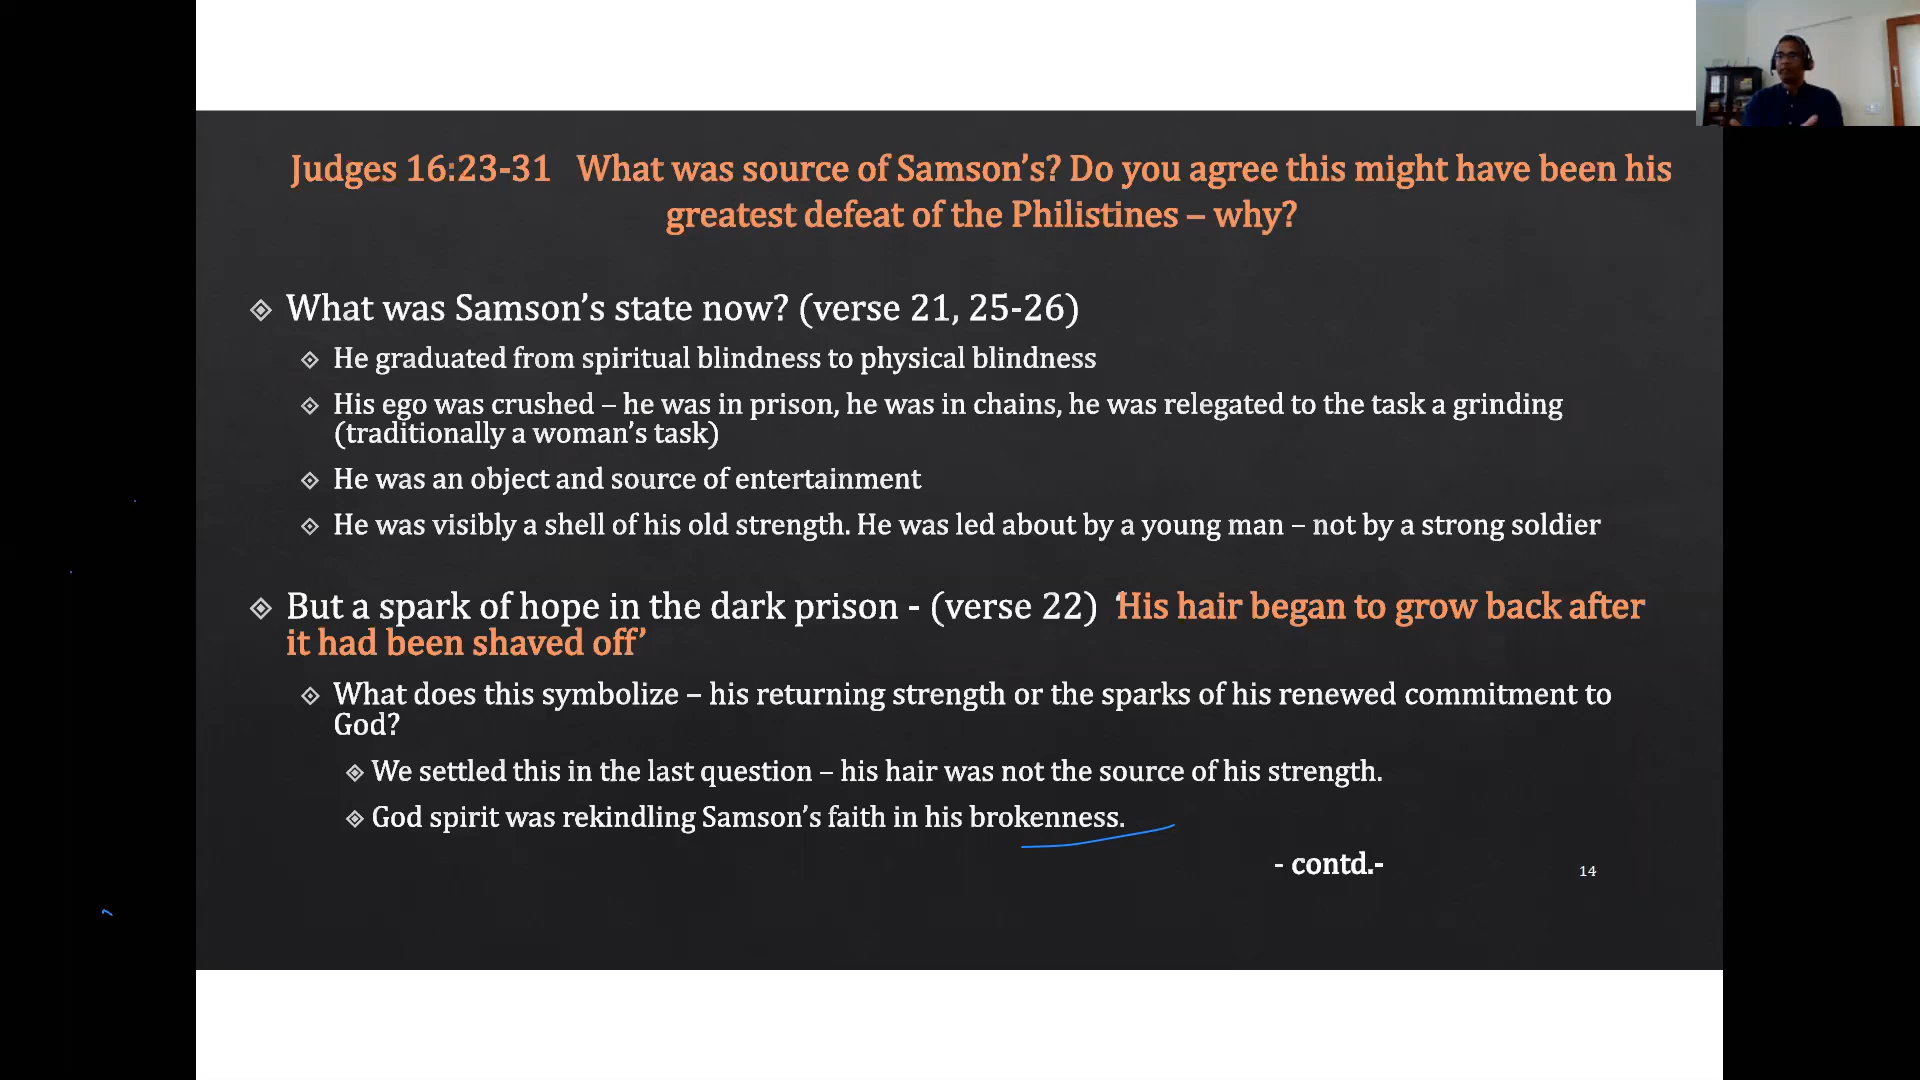 Judges 16:23-31 What was source of Samson’s? Do you agree this might have been his
greatest defeat of the Philistines – why?
What was Samson’s state now? (verse 21, 25-26)
He graduated from spiritual blindness to physical blindness
His ego was crushed – he was in prison, he was in chains, he was relegated to the task a grinding
(traditionally a woman’s task)
He was an object and source of entertainment
He was visibly a shell of his old strength. He was led about by a young man – not by a strong soldier
But a spark of hope in the dark prison - (verse 22) ‘His hair began to grow back after
it had been shaved off’
What does this symbolize – his returning strength or the sparks of his renewed commitment to
God?
We settled this in the last question – his hair was not the source of his strength.
God spirit was rekindling Samson’s faith in his brokenness.
- contd.-
14